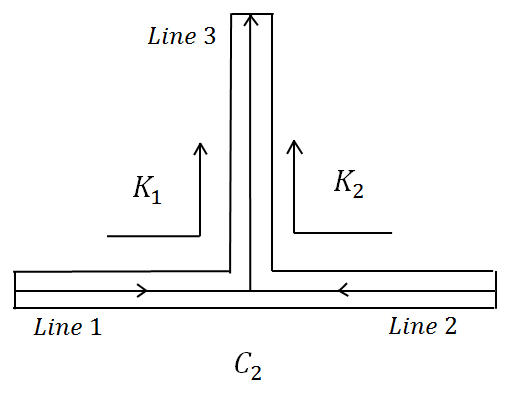 Line 3
K₁
K₂
Line 1
Line 2
C₂